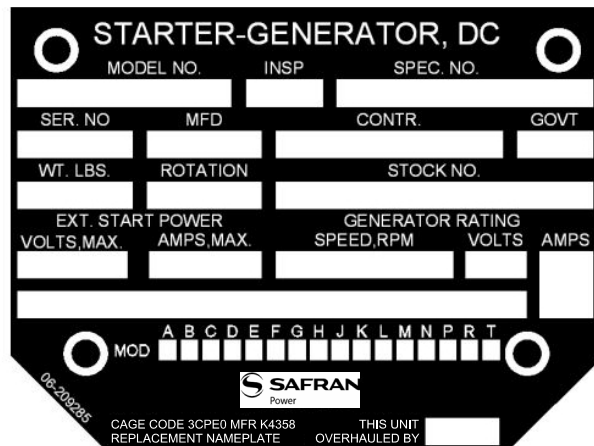 STARTER-GENERATOR, DC
MODEL NO. INSP SPEC. NO.
SER. NO MFD CONTR. GOVT
WT. LBS. ROTATION STOCK NO.
EXT. START POWER GENERATOR RATING
VOLTS,MAX. AMPS,MAX. SPEED,RPM VOLTS AMPS
A B C D E F G H J K L M N P R T
MOD
06-209285
SAFRAN
Power
CAGE CODE 3CPE0 MFR K4358 THIS UNIT
REPLACEMENT NAMEPLATE OVERHAULED BY